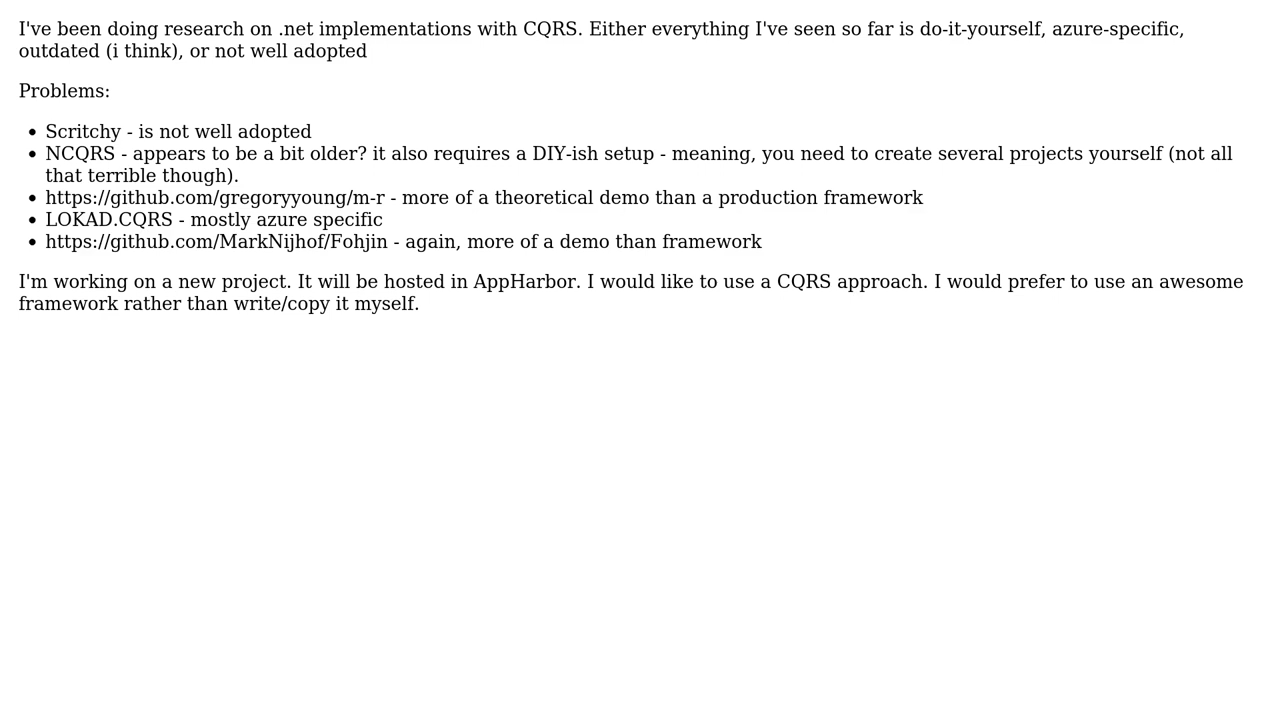 I've been doing research on .net implementations with CQRS. Either everything I've seen so far is do-it-yourself, azure-specific,
outdated (i think), or not well adopted
Problems:
• Scritchy - is not well adopted
• NCQRS - appears to be a bit older? it also requires a DIY-ish setup - meaning, you need to create several projects yourself (not all
that terrible though).
• https://github.com/gregoryyoung/m-r - more of a theoretical demo than a production framework
• LOKAD.CQRS - mostly azure specific
• https://github.com/MarkNijhof/Fohjin - again, more of a demo than framework
I'm working on a new project. It will be hosted in AppHarbor. I would like to use a CQRS approach. I would prefer to use an awesome
framework rather than write/copy it myself.